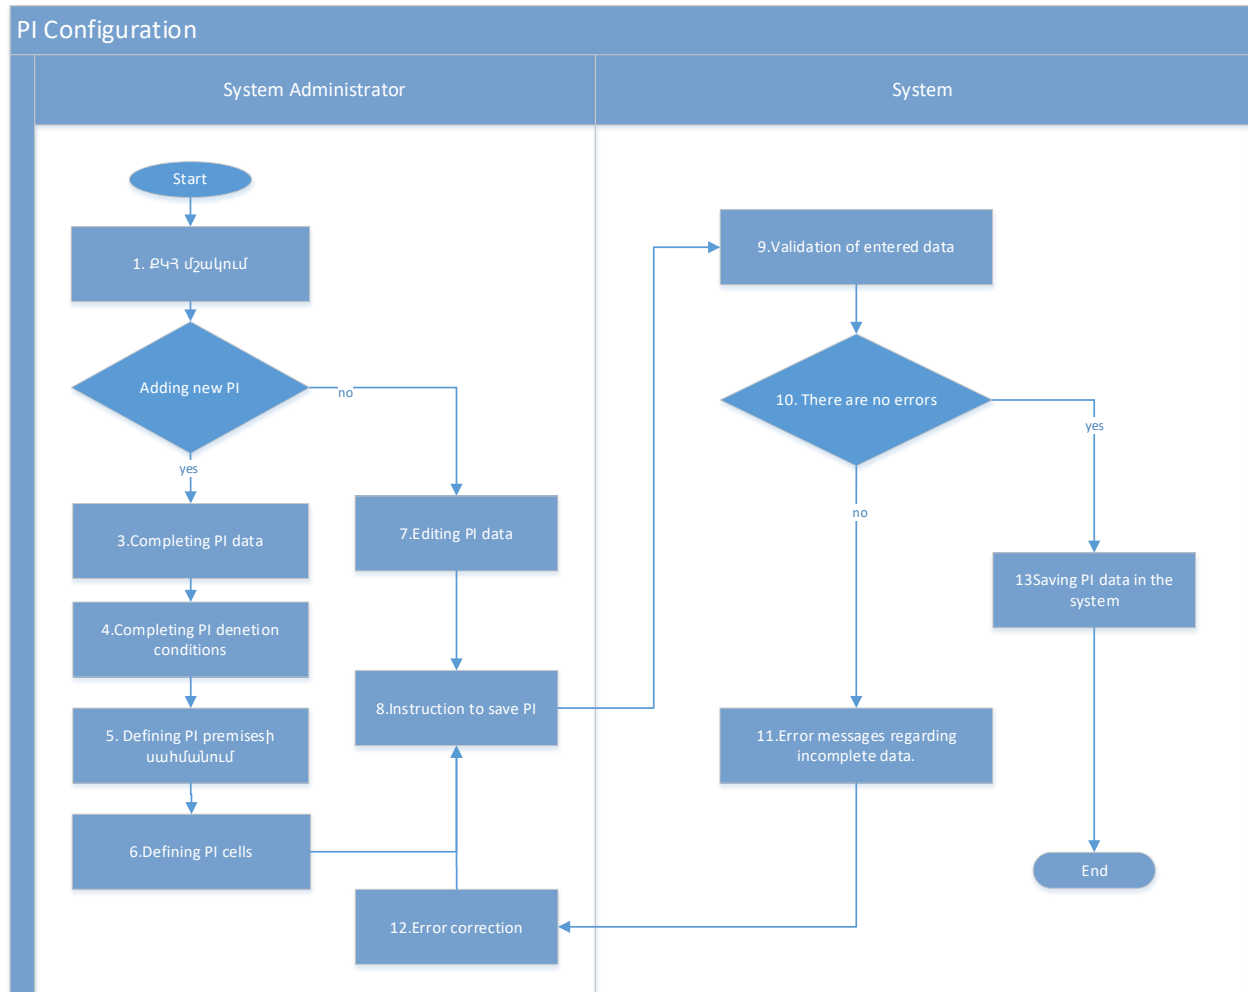 PI Configuration
System Administrator
System
Start
1. ՔԿՀ մշակում
Adding new PI
no
yes
3.Completing PI data
4.Completing PI denetion
conditions
5. Defining PI premisesի
սահմանում
6.Defining PI cells
7.Editing PI data
8.Instruction to save PI
12.Error correction
9.Validation of entered data
10. There are no errors
yes
no
13Saving PI data in the
system
11.Error messages regarding
incomplete data.
End